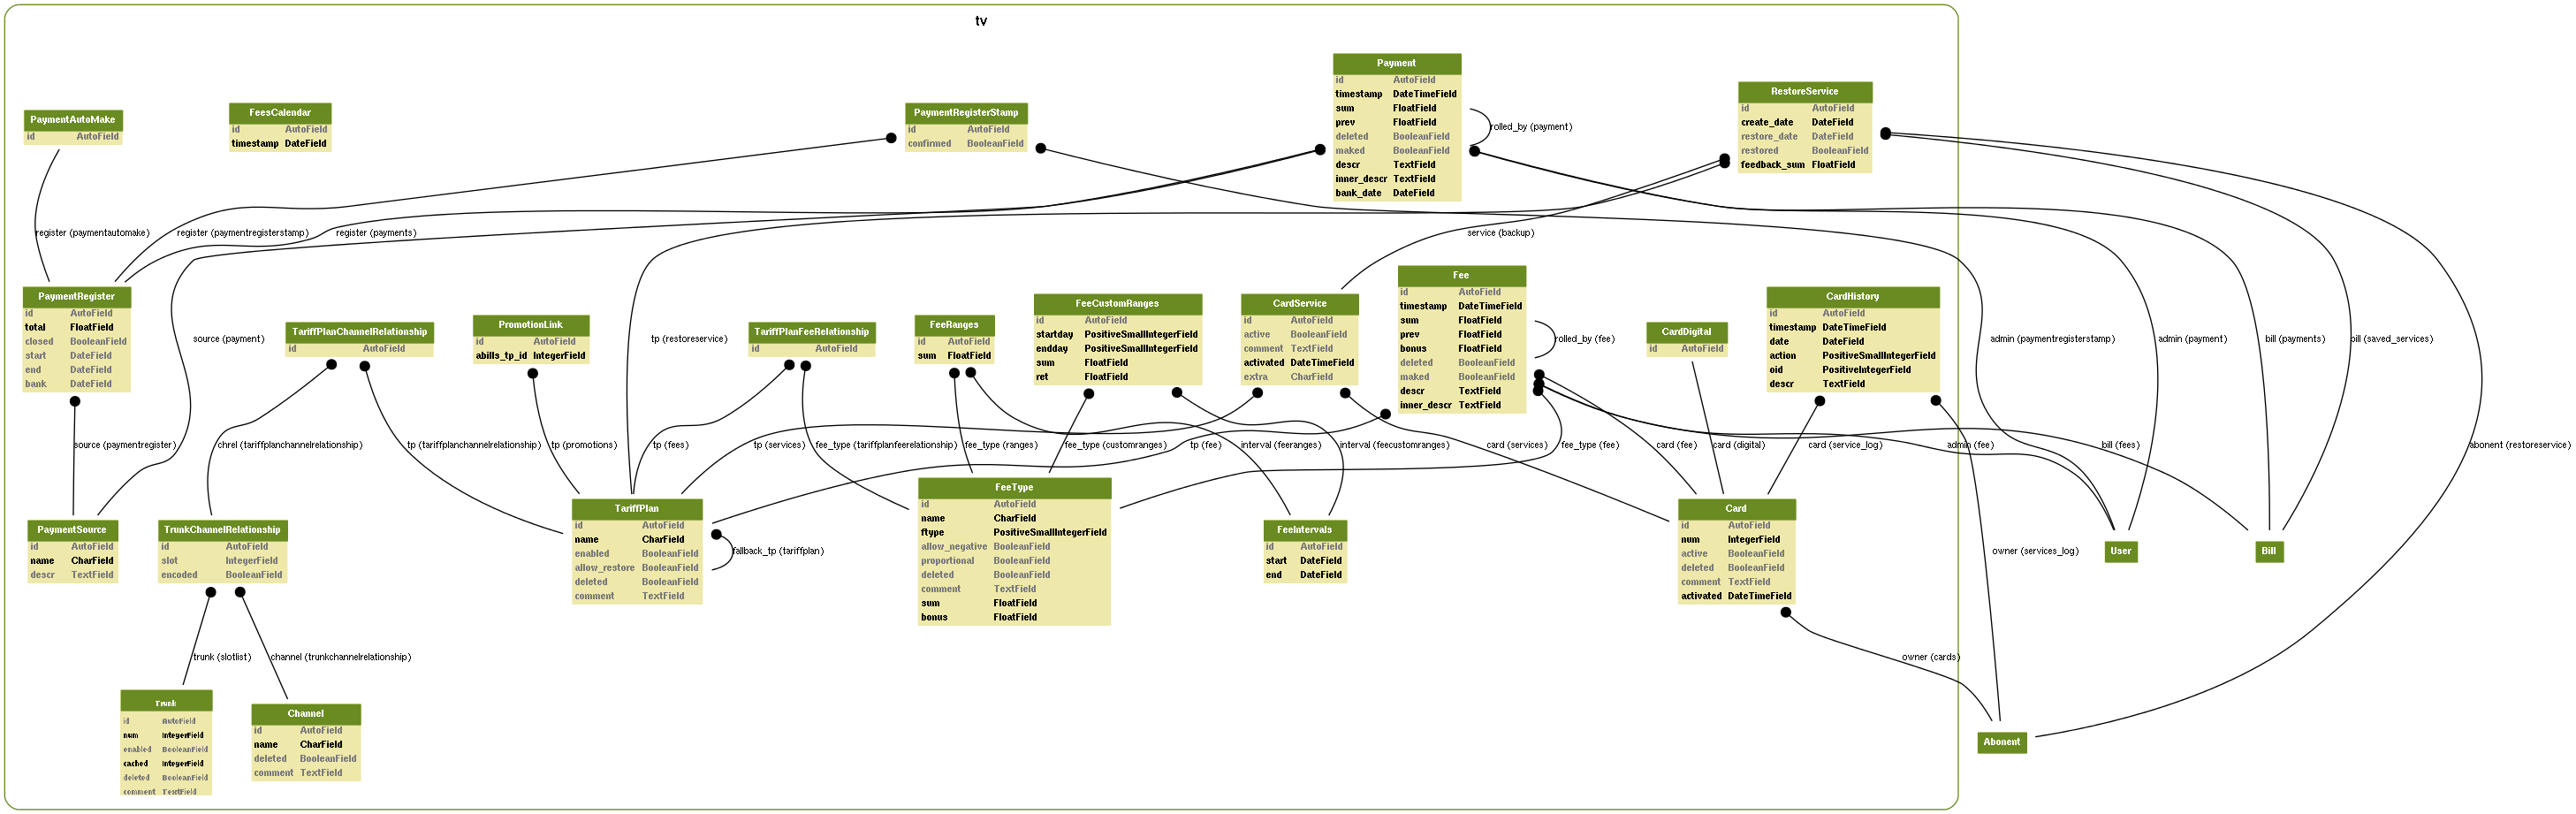 tv
PaymentAutoMake
id AutoField
FeesCalendar
id AutoField
timestamp DateField
PaymentRegisterStamp
id AutoField
confirmed BooleanField
Payment
id AutoField
timestamp DateTimeField
sum FloatField
prev FloatField
deleted BooleanField
maked BooleanField
descr TextField
inner_descr TextField
bank_date DateField
rolled_by (payment)
RestoreService
id AutoField
create_date DateField
restore_date DateField
restored BooleanField
feedback_sum FloatField
register (paymentautomake)
register (paymentregisterstamp)
register (payments)
service (backup)
PaymentRegister
id AutoField
total FloatField
closed BooleanField
start DateField
end DateField
bank DateField
source (payment)
TariffPlanChannelRelationship
id AutoField
PromotionLink
id AutoField
abills_tp_id IntegerField
tp (restoreservice)
TariffPlanFeeRelationship
id AutoField
FeeRanges
id AutoField
sum FloatField
FeeCustomRanges
id AutoField
startday PositiveSmallIntegerField
endday PositiveSmallIntegerField
sum FloatField
ret FloatField
CardService
id AutoField
active BooleanField
comment TextField
activated DateTimeField
extra CharField
Fee
id AutoField
timestamp DateTimeField
sum FloatField
prev FloatField
bonus FloatField
deleted BooleanField
maked BooleanField
descr TextField
inner_descr TextField
rolled_by (fee)
CardDigital
id AutoField
CardHistory
id AutoField
timestamp DateTimeField
date DateField
action PositiveSmallIntegerField
oid PositiveIntegerField
descr TextField
admin (paymentregisterstamp)
admin (payment)
bill (payments)
bill (saved_services)
source (paymentregister)
chrel (tariffplanchannelrelationship)
tp (tariffplanchannelrelationship)
tp (promotions)
tp (fees)
tp (services)
fee_type (tariffplanfeerelationship)
fee_type (ranges)
fee_type (customranges)
tp (fee)
interval (feeranges)
interval (feecustomranges)
card (services)
fee_type (fee)
card (fee)
card (digital)
card (service_log)
admin (fee)
bill (fees)
abonent (restoreservice)
PaymentSource
id AutoField
name CharField
descr TextField
TrunkChannelRelationship
id AutoField
slot IntegerField
encoded BooleanField
TariffPlan
id AutoField
name CharField
enabled BooleanField
allow_restore BooleanField
deleted BooleanField
comment TextField
fallback_tp (tariffplan)
FeeType
id AutoField
name CharField
ftype PositiveSmallIntegerField
allow_negative BooleanField
proportional BooleanField
deleted BooleanField
comment TextField
sum FloatField
bonus FloatField
FeeIntervals
id AutoField
start DateField
end DateField
Card
id AutoField
num IntegerField
active BooleanField
deleted BooleanField
comment TextField
activated DateTimeField
owner (services_log)
User
Bill
trunk (slotlist)
channel (trunkchannelrelationship)
owner (cards)
Trunk
id AutoField
num IntegerField
enabled BooleanField
cached IntegerField
deleted BooleanField
comment TextField
Channel
id AutoField
name CharField
deleted BooleanField
comment TextField
Abonent